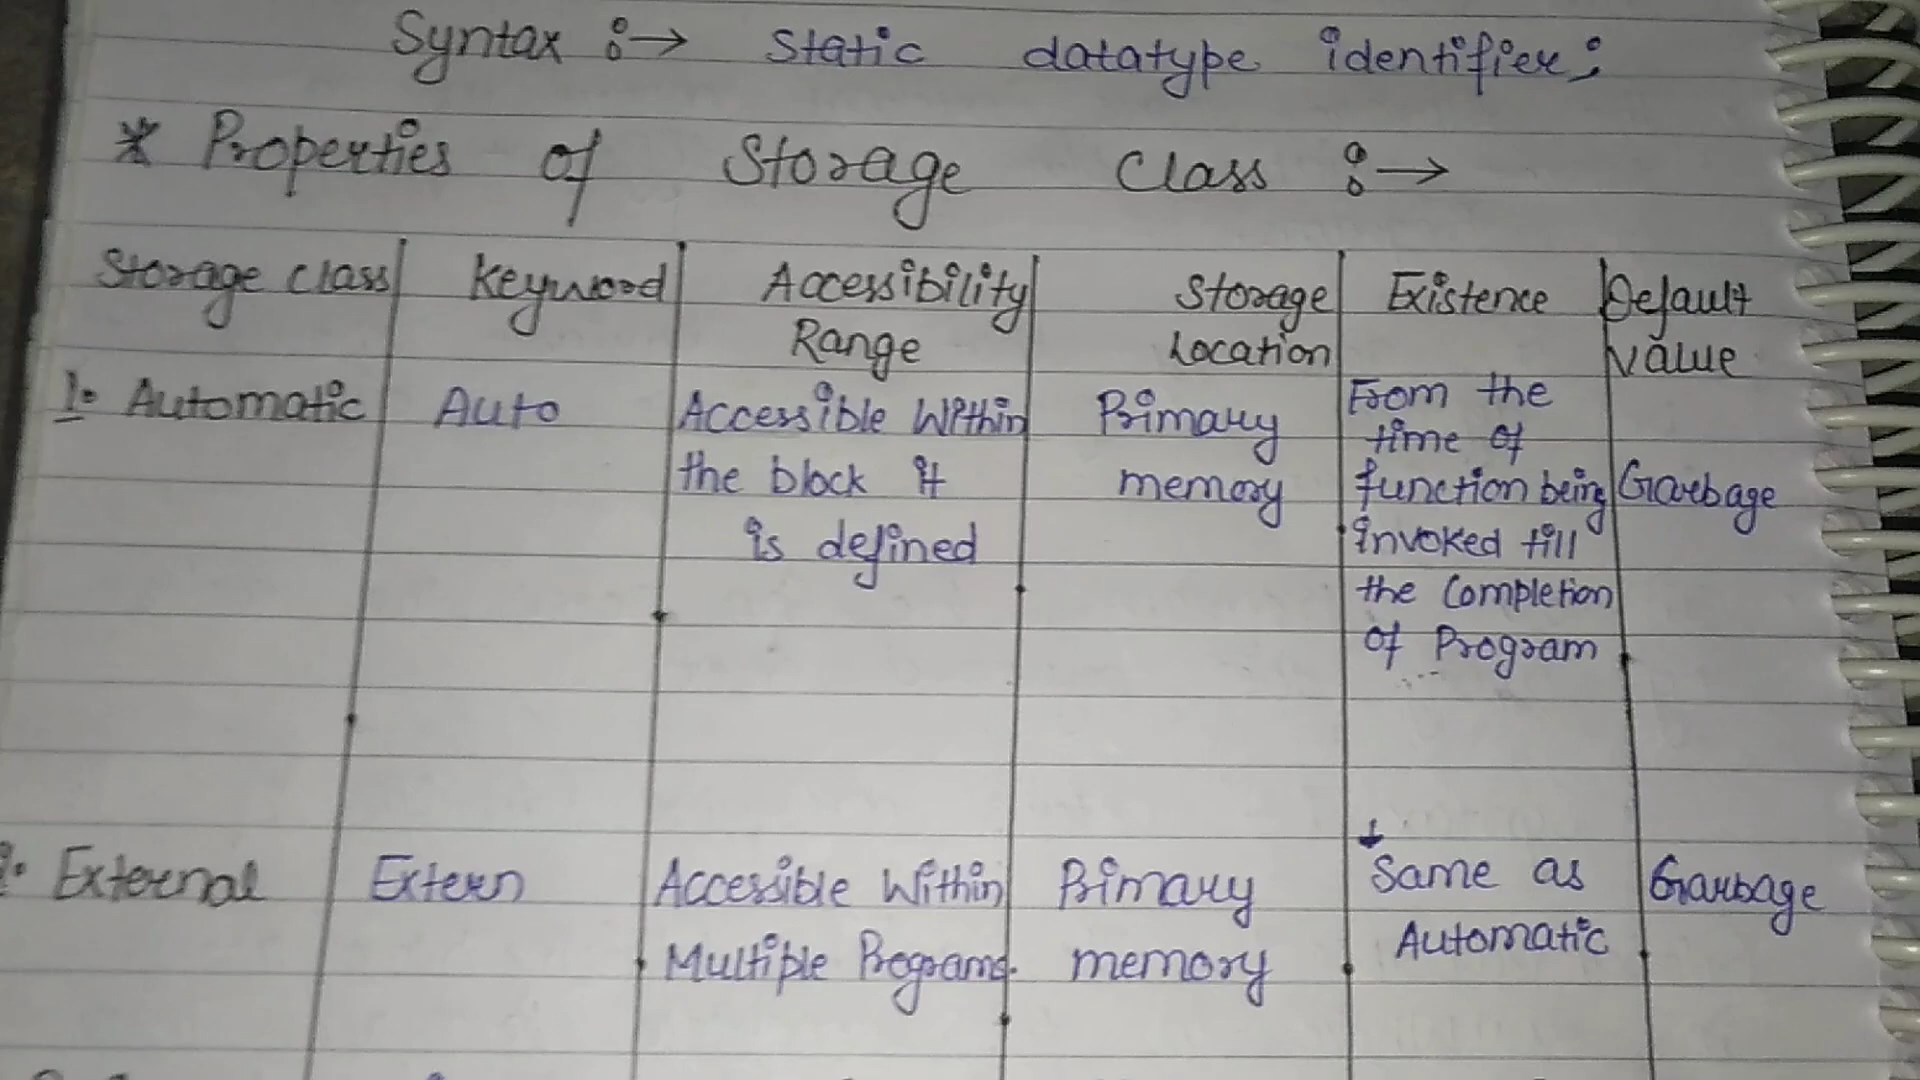 Syntax :→ Static datatype identifier;
* Properties of Storage Class :→
Storage class Keyword Accessibility Range Storage Location Existence Default value
1. Automatic Auto Accessible Within the block it is defined Primary memory From the time of function being invoked till the Completion of Program Garbage
External Extern Accessible Within Multiple Programs. Primary memory Same as Automatic Garbage